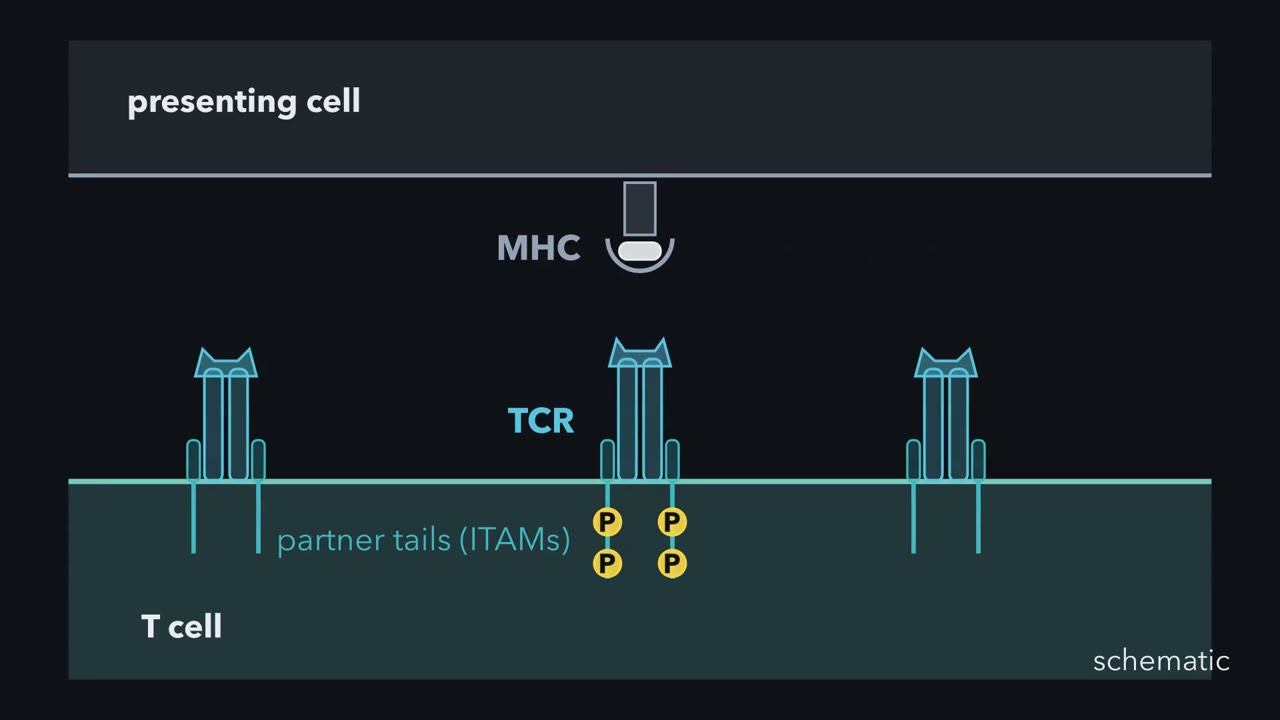 presenting cell
MHC
TCR
partner tails (ITAMs)
P P
P P
T cell
schematic